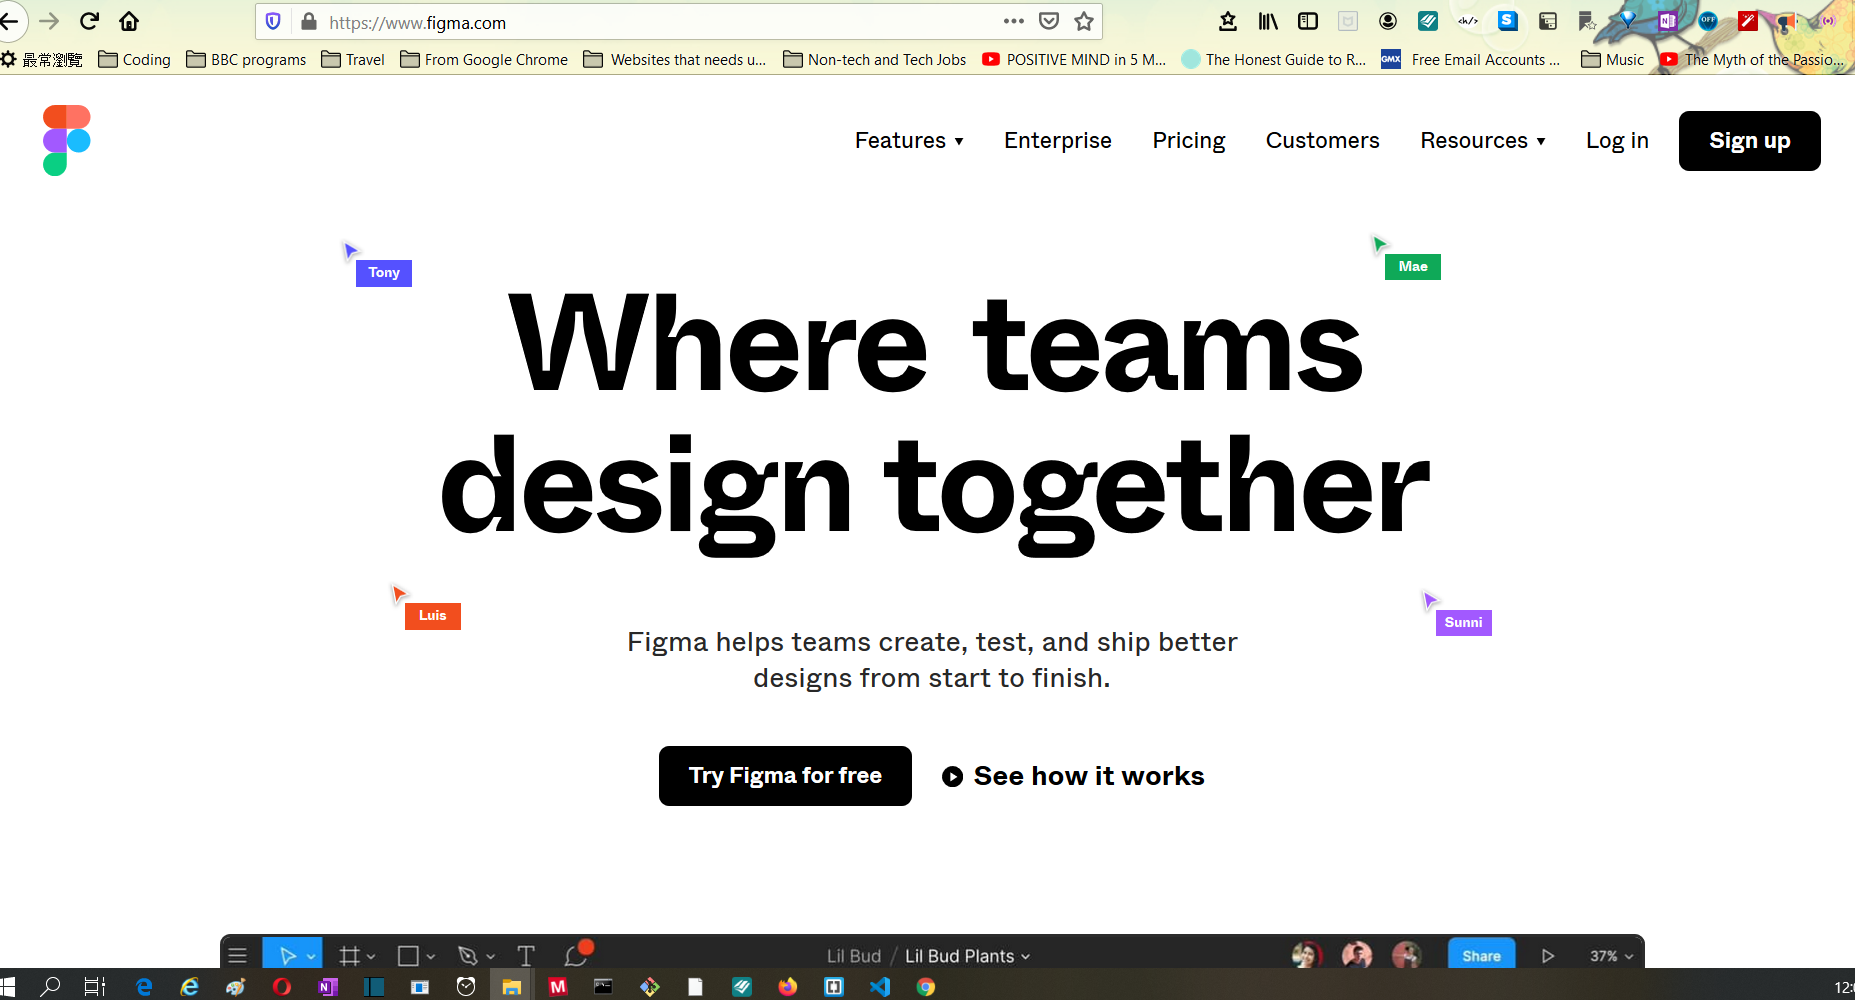 https://www.figma.com
最常瀏覽 Coding BBC programs Travel From Google Chrome Websites that needs u... Non-tech and Tech Jobs POSITIVE MIND in 5 M... The Honest Guide to R... GMX Free Email Accounts ... Music The Myth of the Passio...
Features Enterprise Pricing Customers Resources Log in Sign up
Tony
Mae
Where teams
design together
Luis
Sunni
Figma helps teams create, test, and ship better
designs from start to finish.
Try Figma for free See how it works
Lil Bud / Lil Bud Plants Share 37%